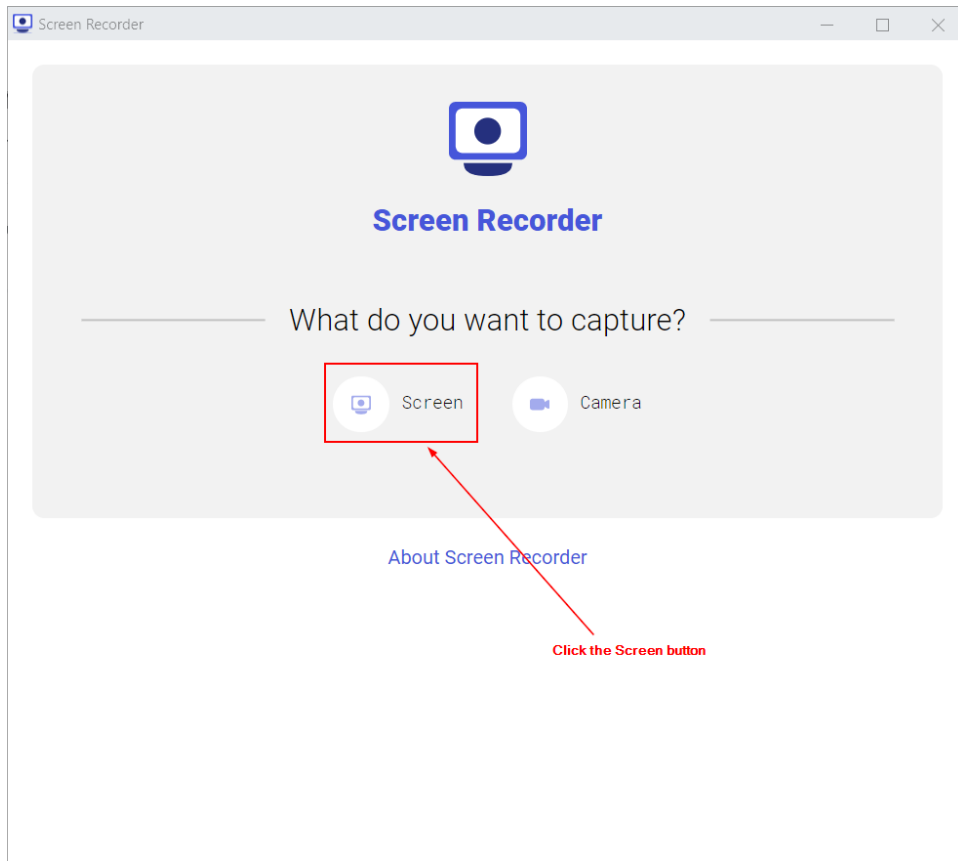 Screen Recorder
Screen Recorder
What do you want to capture?
Screen Camera
About Screen Recorder
Click the Screen button